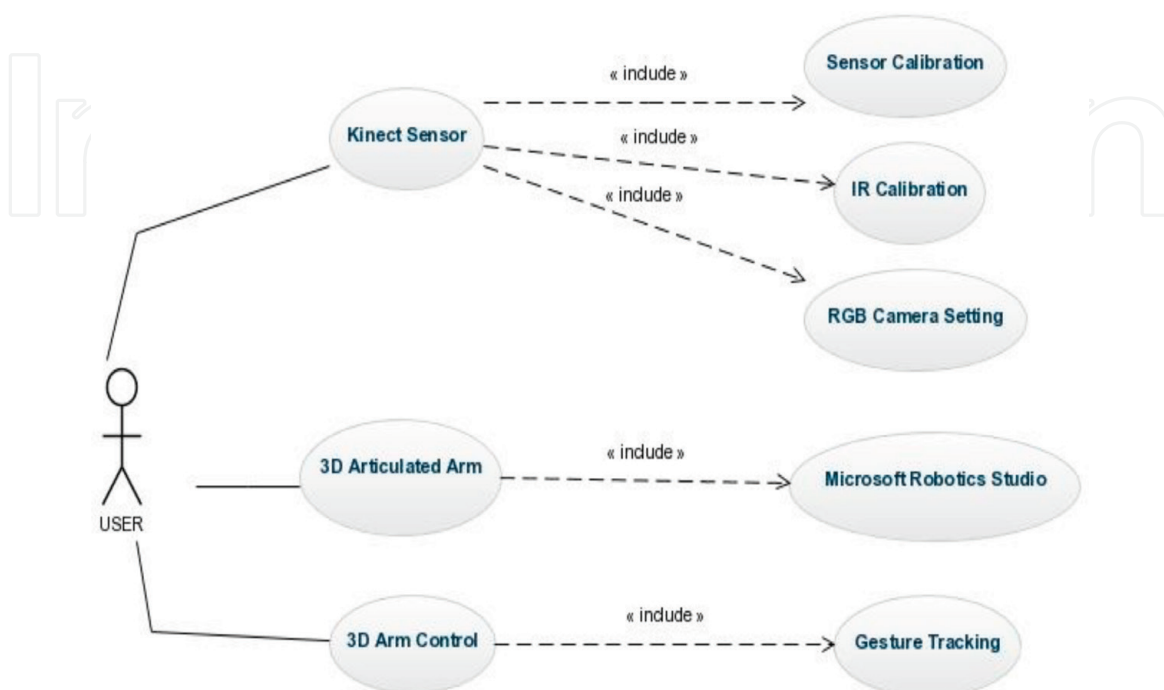 « include »
Sensor Calibration
Kinect Sensor
« include »
IR Calibration
« include »
RGB Camera Setting
3D Articulated Arm
« include »
Microsoft Robotics Studio
USER
3D Arm Control
« include »
Gesture Tracking